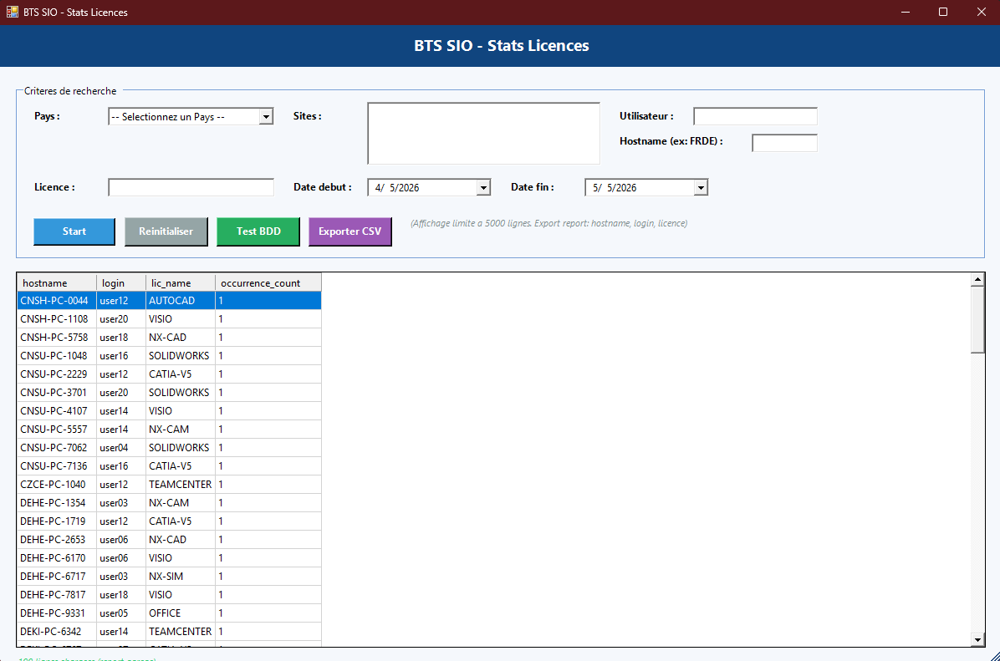 BTS SIO - Stats Licences
BTS SIO - Stats Licences
Criteres de recherche
Pays : -- Selectionnez un Pays -- Sites : Utilisateur :
Hostname (ex: FRDE) :
Licence : Date debut : 4/ 5/2026 Date fin : 5/ 5/2026
Start Reinitialiser Test BDD Exporter CSV (Affichage limite a 5000 lignes. Export report: hostname, login, licence)
hostname login lic_name occurrence_count
CNSH-PC-0044 user12 AUTOCAD 1
CNSH-PC-1108 user20 VISIO 1
CNSH-PC-5758 user18 NX-CAD 1
CNSU-PC-1048 user16 SOLIDWORKS 1
CNSU-PC-2229 user12 CATIA-V5 1
CNSU-PC-3701 user20 SOLIDWORKS 1
CNSU-PC-4107 user14 VISIO 1
CNSU-PC-5557 user14 NX-CAM 1
CNSU-PC-7062 user04 SOLIDWORKS 1
CNSU-PC-7136 user16 CATIA-V5 1
CZCE-PC-1040 user12 TEAMCENTER 1
DEHE-PC-1354 user03 NX-CAM 1
DEHE-PC-1719 user12 CATIA-V5 1
DEHE-PC-2653 user06 NX-CAD 1
DEHE-PC-6170 user06 VISIO 1
DEHE-PC-6717 user03 NX-SIM 1
DEHE-PC-7817 user18 VISIO 1
DEHE-PC-9331 user05 OFFICE 1
DEKI-PC-6342 user14 TEAMCENTER 1